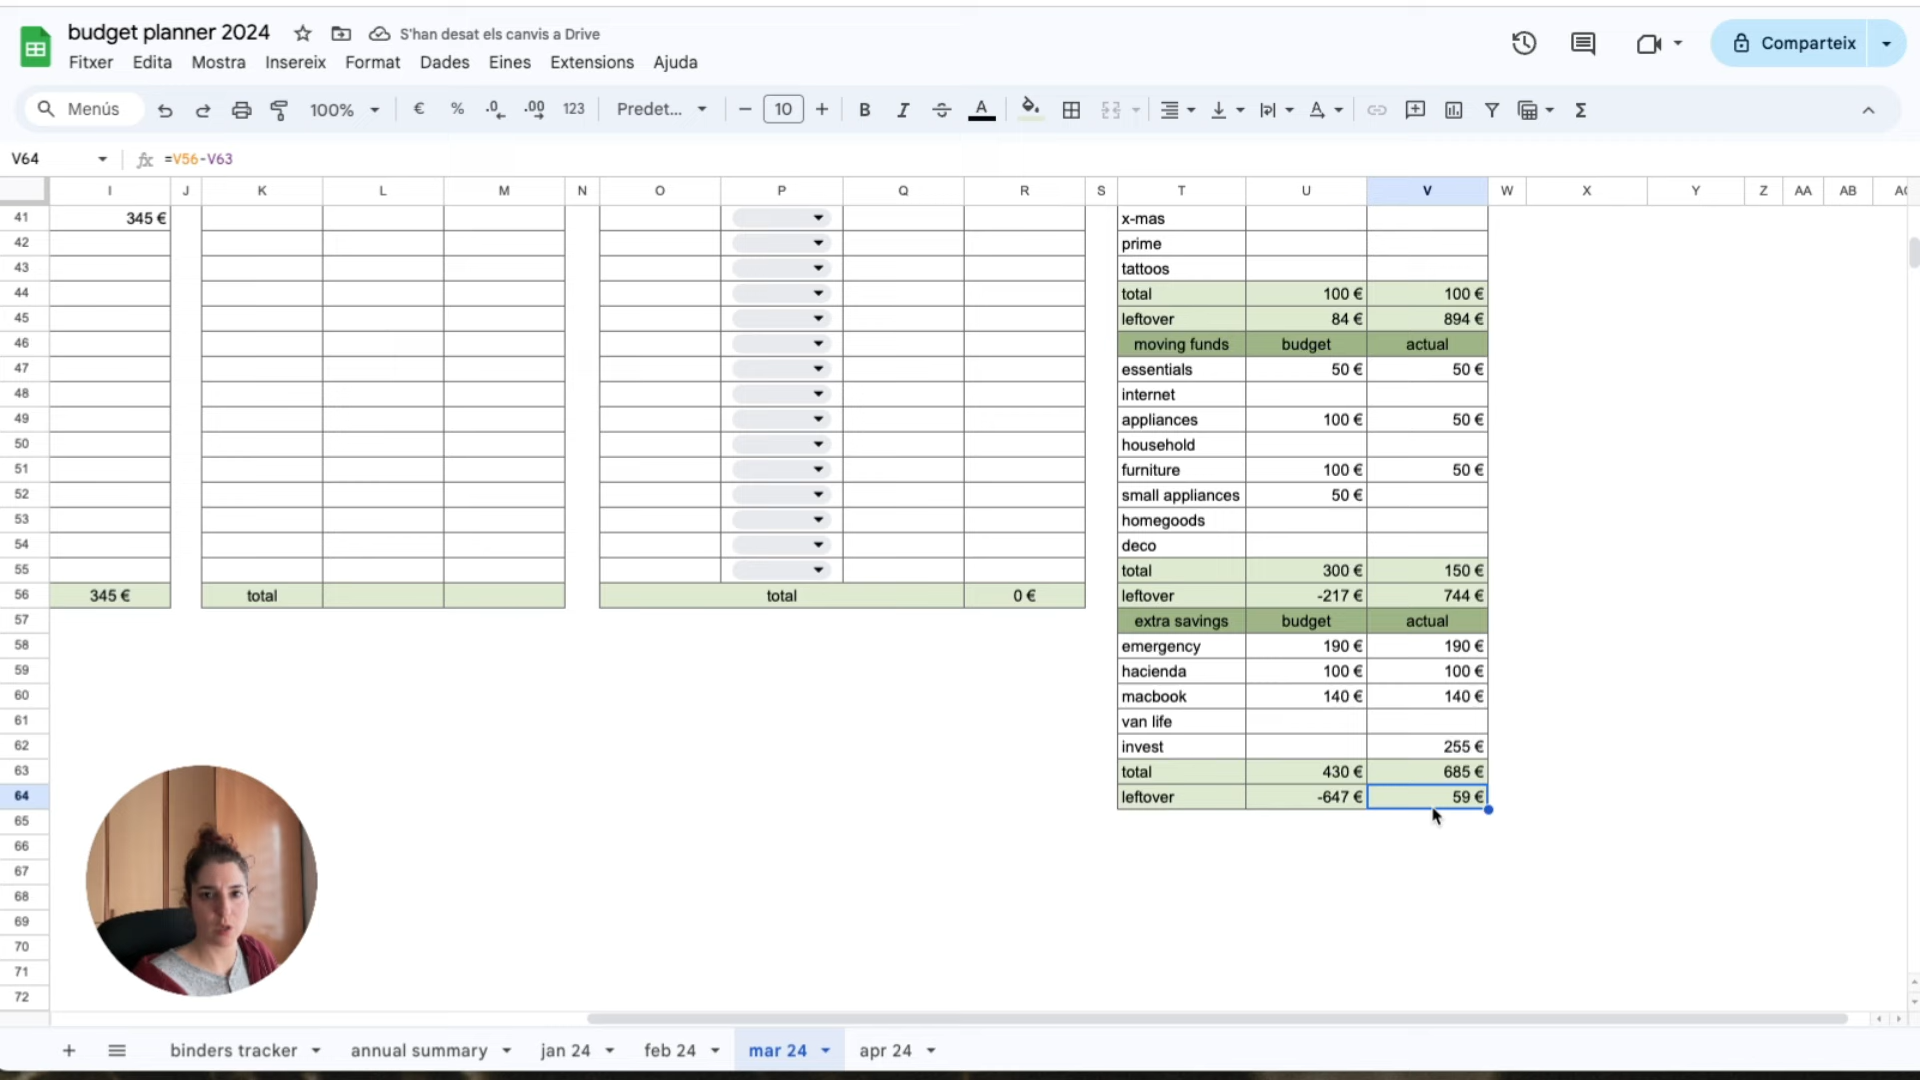 budget planner 2024 S'han desat els canvis a Drive
Fitxer Edita Mostra Insereix Format Dades Eines Extensions Ajuda
Comparteix
Menús 100% € % .0 .00 123 Predet... 10 B I A Σ
V64 fx =V56-V63
I J K L M N O P Q R S T U V W X Y Z AA AB
41 345 € x-mas
42 prime
43 tattoos
44 total 100 € 100 €
45 leftover 84 € 894 €
46 moving funds budget actual
47 essentials 50 € 50 €
48 internet
49 appliances 100 € 50 €
50 household
51 furniture 100 € 50 €
52 small appliances 50 €
53 homegoods
54 deco
55 total 300 € 150 €
56 345 € total total 0 € leftover -217 € 744 €
57 extra savings budget actual
58 emergency 190 € 190 €
59 hacienda 100 € 100 €
60 macbook 140 € 140 €
61 van life
62 invest 255 €
63 total 430 € 685 €
64 leftover -647 € 59 €
65
66
67
68
69
70
71
72
binders tracker annual summary jan 24 feb 24 mar 24 apr 24